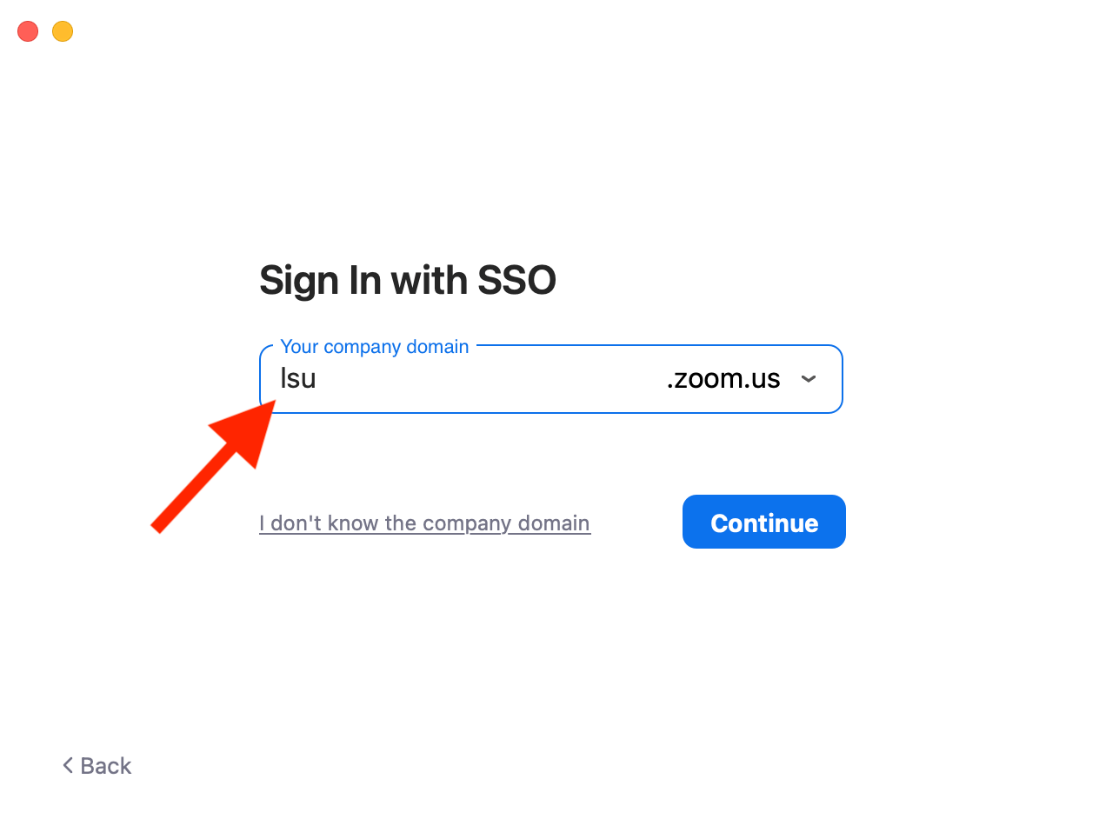 Sign In with SSO
Your company domain
lsu .zoom.us
I don't know the company domain
Continue
Back